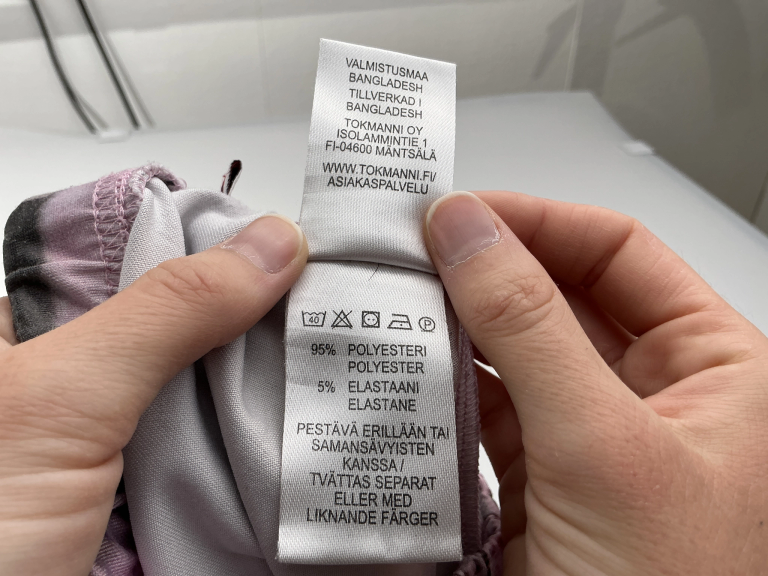 VALMISTUSMAA
BANGLADESH
TILLVERKAD I
BANGLADESH
TOKMANNI OY
ISOLAMMINTIE 1
FI-04600 MÄNTSÄLÄ
WWW.TOKMANNI.FI/
ASIAKASPALVELU
40 P
95% POLYESTERI
POLYESTER
5% ELASTAANI
ELASTANE
PESTÄVÄ ERILLÄÄN TAI
SAMANSÄVYISTEN
KANSSA /
TVÄTTAS SEPARAT
ELLER MED
LIKNANDE FÄRGER